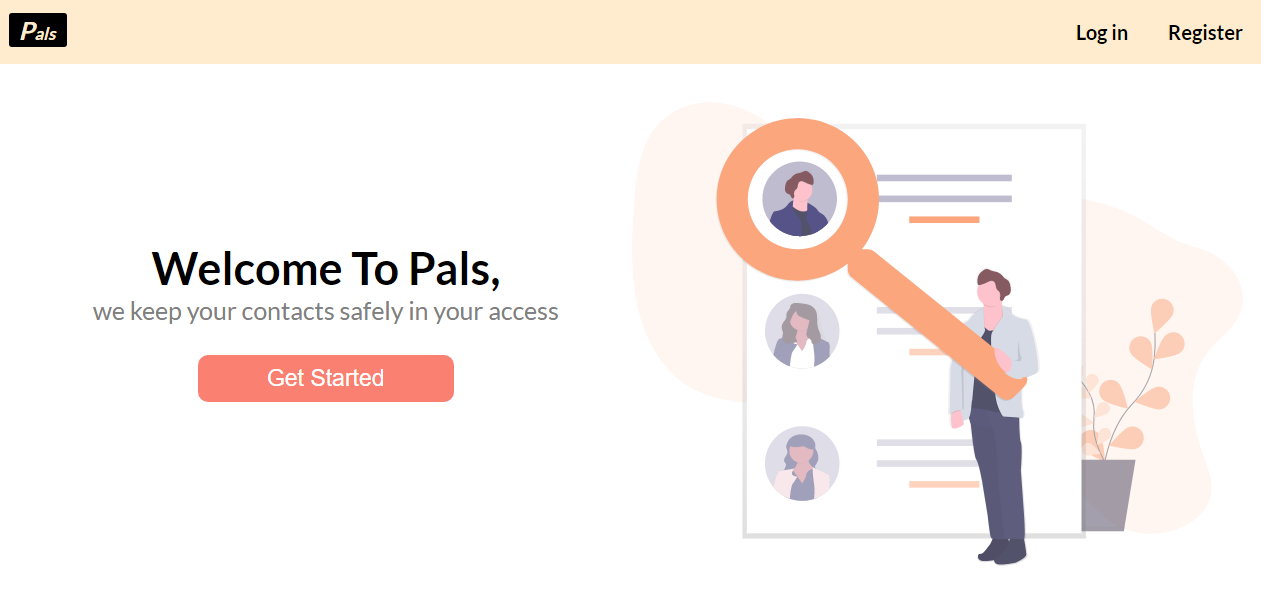 Pals
Log in
Register
Welcome To Pals,
we keep your contacts safely in your access
Get Started